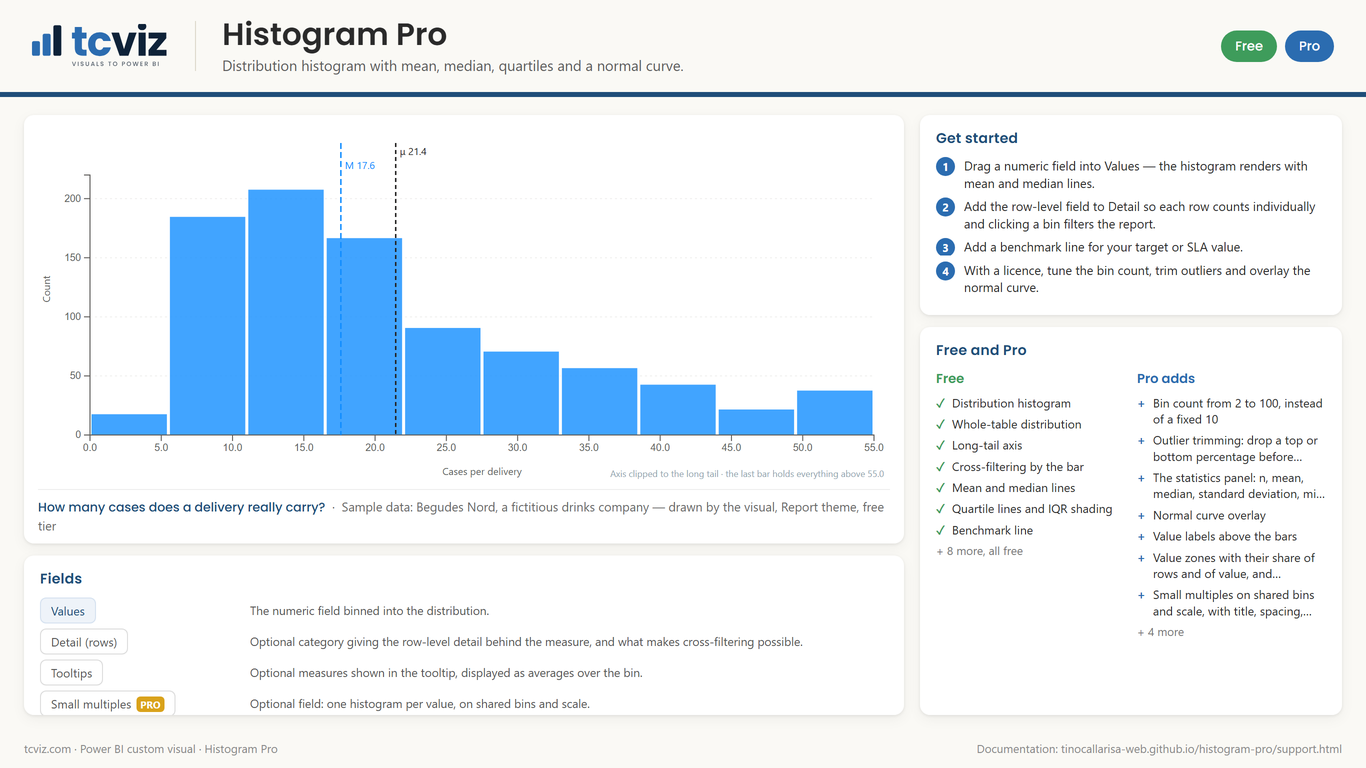 tcviz
VISUALS TO POWER BI
Histogram Pro
Distribution histogram with mean, median, quartiles and a normal curve.
Free
Pro
M 17.6
µ 21.4
200
150
100
50
0
Count
0.0
5.0
10.0
15.0
20.0
25.0
30.0
35.0
40.0
45.0
50.0
55.0
Cases per delivery
Axis clipped to the long tail · the last bar holds everything above 55.0
How many cases does a delivery really carry? · Sample data: Begudes Nord, a fictitious drinks company — drawn by the visual, Report theme, free
tier
Fields
Values
The numeric field binned into the distribution.
Detail (rows)
Optional category giving the row-level detail behind the measure, and what makes cross-filtering possible.
Tooltips
Optional measures shown in the tooltip, displayed as averages over the bin.
Small multiples PRO
Optional field: one histogram per value, on shared bins and scale.
Get started
1 Drag a numeric field into Values — the histogram renders with
mean and median lines.
2 Add the row-level field to Detail so each row counts individually
and clicking a bin filters the report.
3 Add a benchmark line for your target or SLA value.
4 With a licence, tune the bin count, trim outliers and overlay the
normal curve.
Free and Pro
Free
✓ Distribution histogram
✓ Whole-table distribution
✓ Long-tail axis
✓ Cross-filtering by the bar
✓ Mean and median lines
✓ Quartile lines and IQR shading
✓ Benchmark line
+ 8 more, all free
Pro adds
+ Bin count from 2 to 100, instead
of a fixed 10
+ Outlier trimming: drop a top or
bottom percentage before...
+ The statistics panel: n, mean,
median, standard deviation, mi...
+ Normal curve overlay
+ Value labels above the bars
+ Value zones with their share of
rows and of value, and...
+ Small multiples on shared bins
and scale, with title, spacing,...
+ 4 more
tcviz.com · Power BI custom visual · Histogram Pro
Documentation: tinocallarisa-web.github.io/histogram-pro/support.html